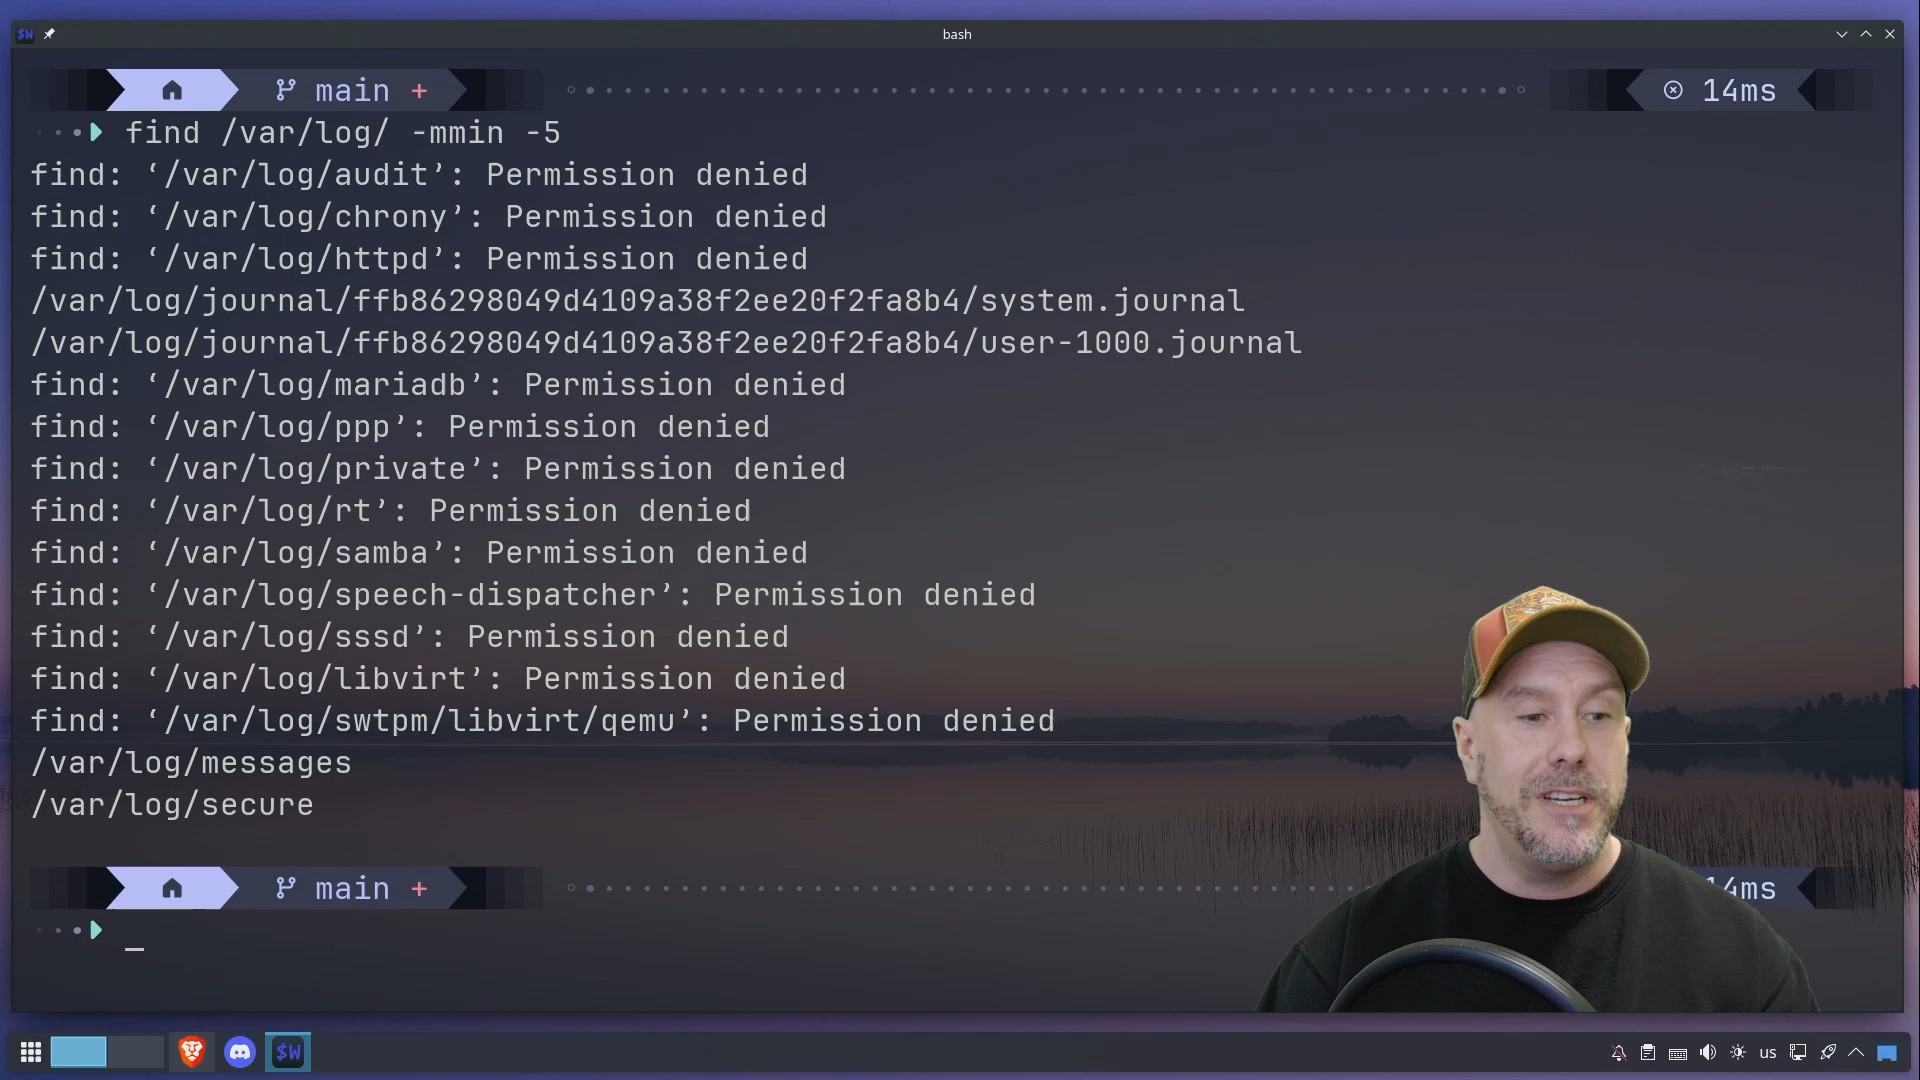 $W
bash
main + 14ms
find /var/log/ -mmin -5
find: ‘/var/log/audit’: Permission denied
find: ‘/var/log/chrony’: Permission denied
find: ‘/var/log/httpd’: Permission denied
/var/log/journal/ffb86298049d4109a38f2ee20f2fa8b4/system.journal
/var/log/journal/ffb86298049d4109a38f2ee20f2fa8b4/user-1000.journal
find: ‘/var/log/mariadb’: Permission denied
find: ‘/var/log/ppp’: Permission denied
find: ‘/var/log/private’: Permission denied
find: ‘/var/log/rt’: Permission denied
find: ‘/var/log/samba’: Permission denied
find: ‘/var/log/speech-dispatcher’: Permission denied
find: ‘/var/log/sssd’: Permission denied
find: ‘/var/log/libvirt’: Permission denied
find: ‘/var/log/swtpm/libvirt/qemu’: Permission denied
/var/log/messages
/var/log/secure
main + 14ms
$W
us